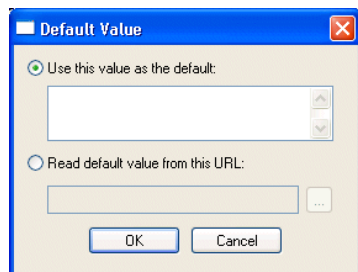 Default Value
Use this value as the default:
Read default value from this URL:
...
OK
Cancel